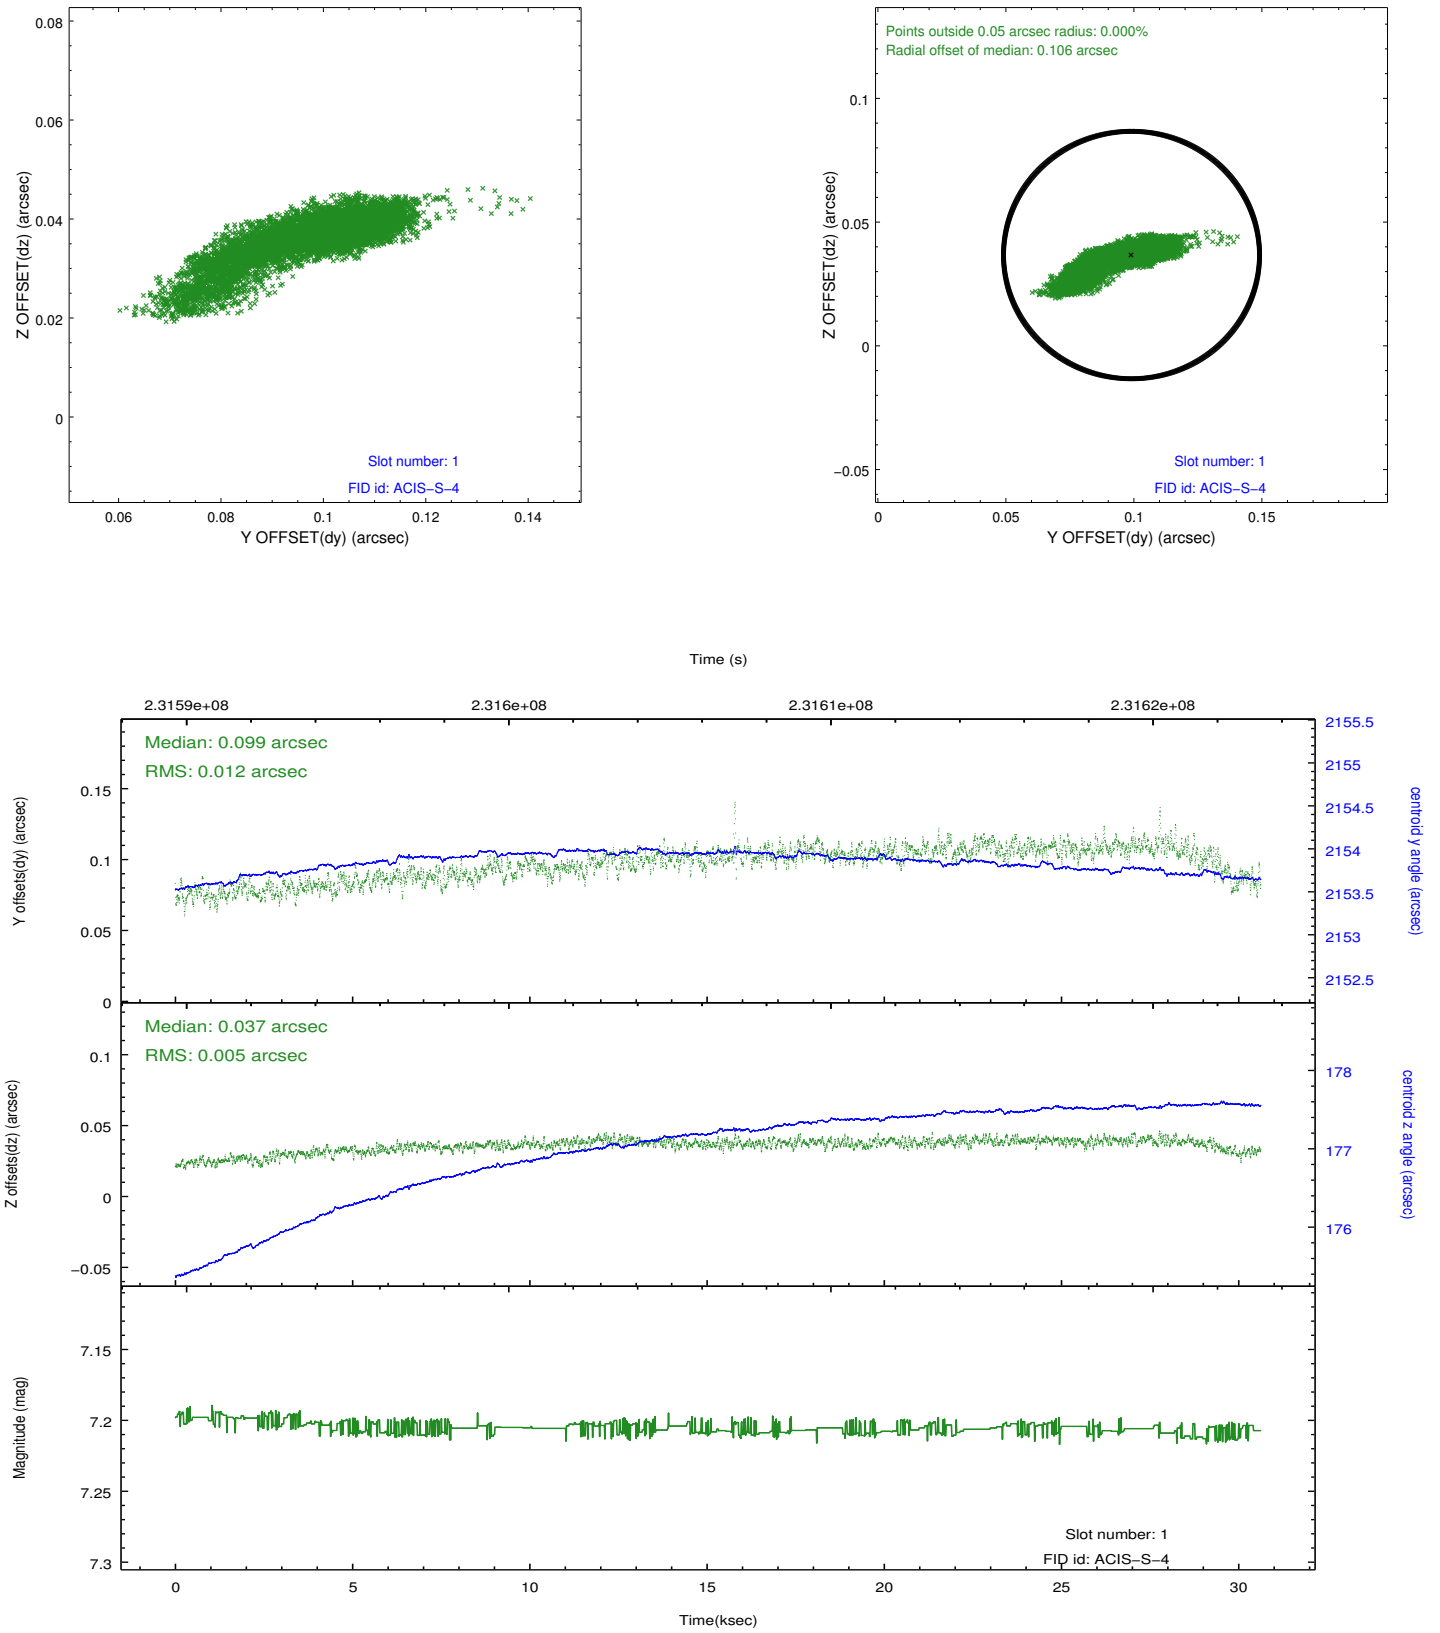 0.08
0.06
0.04
0.02
0
Z OFFSET(dz) (arcsec)
Slot number: 1
FID id: ACIS−S−4
0.06 0.08 0.1 0.12 0.14
Y OFFSET(dy) (arcsec)
Points outside 0.05 arcsec radius: 0.000%
Radial offset of median: 0.106 arcsec
0.1
0.05
0
−0.05
Z OFFSET(dz) (arcsec)
Slot number: 1
FID id: ACIS−S−4
0 0.05 0.1 0.15
Y OFFSET(dy) (arcsec)
Time (s)
2.3159e+08 2.316e+08 2.3161e+08 2.3162e+08
Median: 0.099 arcsec
RMS: 0.012 arcsec
0.15
0.1
0.05
0
Y offsets(dy) (arcsec)
2155.5
2155
2154.5
2154
2153.5
2153
2152.5
centroid y angle (arcsec)
Median: 0.037 arcsec
RMS: 0.005 arcsec
0.1
0.05
0
−0.05
Z offsets(dz) (arcsec)
178
177
176
centroid z angle (arcsec)
7.15
7.2
7.25
7.3
Magnitude (mag)
Slot number: 1
FID id: ACIS−S−4
0 5 10 15 20 25 30
Time(ksec)